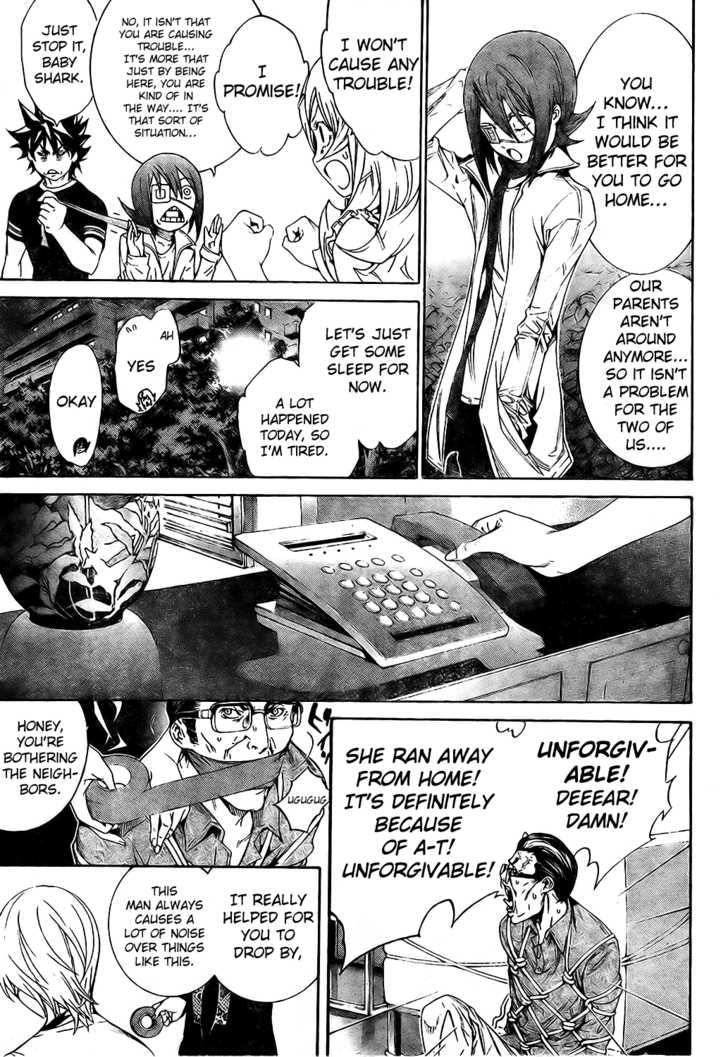 YOU
KNOW...
I THINK
IT WOULD
BE BETTER
BETTER FOR
YOU TO GO
HOME...
OUR
PARENTS
AREN'T
AROUND
ANYMORE...
SO IT ISN'T
A PROBLEM
FOR THE
TWO OF
US....
I WON'T
CAUSE ANY
TROUBLE!
I
PROMISE!
NO, IT ISN'T THAT
YOU ARE CAUSING
TROUBLE...
IT'S MORE THAT
JUST BY BEING
HERE, YOU ARE
KIND OF IN
THE WAY.... IT'S
THAT SORT OF
SITUATION...
JUST
STOP IT,
BABY
SHARK.
LET'S JUST
GET SOME
SLEEP FOR
NOW.
A LOT
HAPPENED
TODAY, SO
I'M TIRED.
AH
YES
OKAY
UNFORGIV-
ABLE!
DEEEAR!
DAMN!
SHE RAN AWAY
FROM HOME!
IT'S DEFINITELY
BECAUSE
OF A-T!
UNFORGIVABLE!
HONEY,
YOU'RE
BOTHERING
THE NEIGH-
BORS.
UGUGUG
IT REALLY
HELPED FOR
YOU TO
DROP BY,
THIS
MAN ALWAYS
CAUSES A
LOT OF NOISE
OVER THINGS
LIKE THIS.